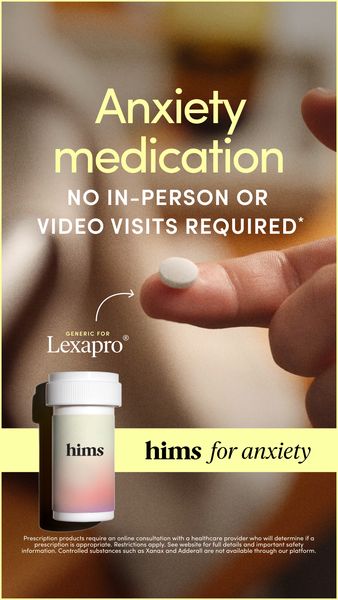 Anxiety
medication
NO IN-PERSON OR
VIDEO VISITS REQUIRED*
GENERIC FOR
Lexapro®
hims
hims for anxiety
Prescription products require an online consultation with a healthcare provider who will determine if a
prescription is appropriate. Restrictions apply. See website for full details and important safety
information. Controlled substances such as Xanax and Adderall are not available through our platform.